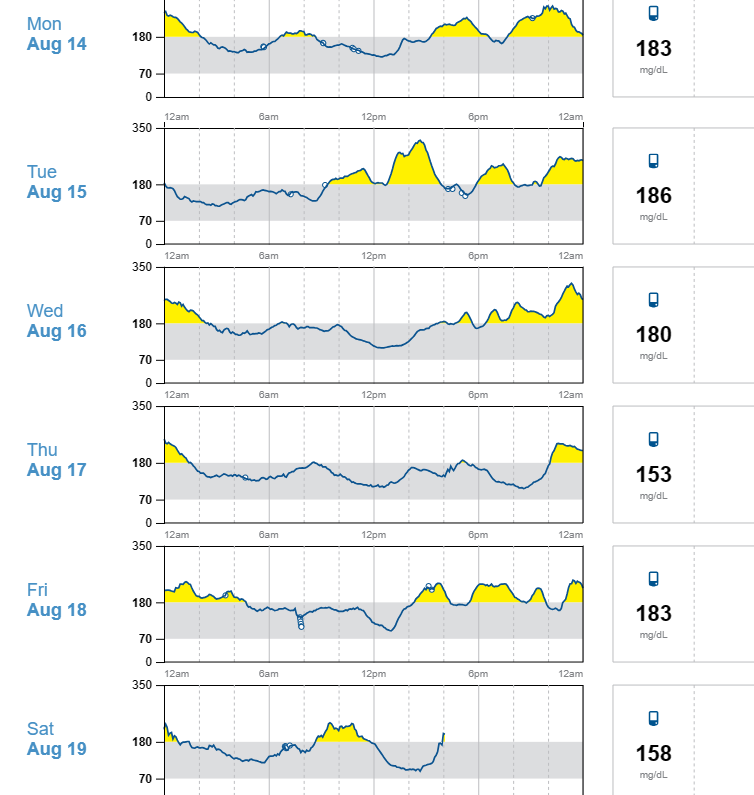 Mon
Aug 14
180
70
0
183
mg/dL
12am 6am 12pm 6pm 12am
350
Tue
Aug 15
180
70
0
186
mg/dL
12am 6am 12pm 6pm 12am
350
Wed
Aug 16
180
70
0
180
mg/dL
12am 6am 12pm 6pm 12am
350
Thu
Aug 17
180
70
0
153
mg/dL
12am 6am 12pm 6pm 12am
350
Fri
Aug 18
180
70
0
183
mg/dL
12am 6am 12pm 6pm 12am
350
Sat
Aug 19
180
70
158
mg/dL